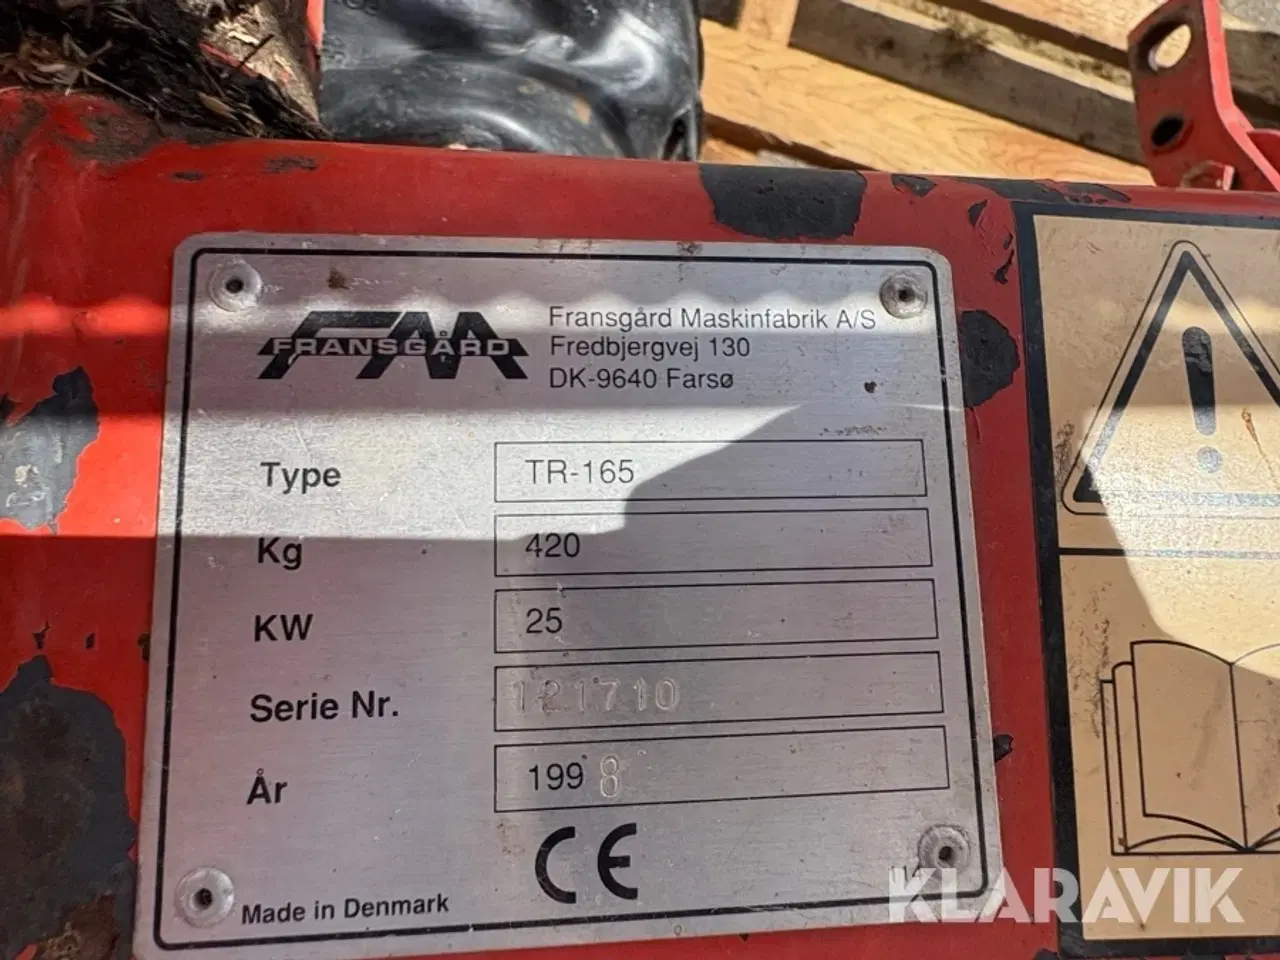 FRANSGÅRD
Fransgård Maskinfabrik A/S
Fredbjergvej 130
DK-9640 Farsø
Type TR-165
Kg 420
KW 25
Serie Nr. 121710
År 1998
CE
Made in Denmark
KLARAVIK